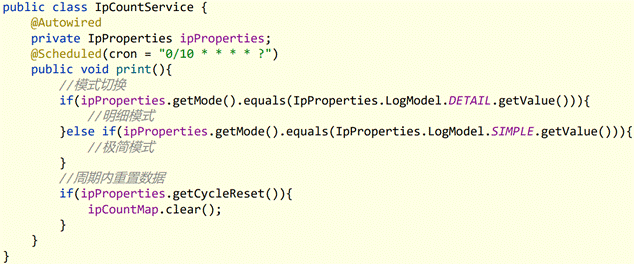 public class IpCountService {
    @Autowired
    private IpProperties ipProperties;
    @Scheduled(cron = "0/10 * * * * ?")
    public void print(){
        //模式切换
        if(ipProperties.getMode().equals(IpProperties.LogModel.DETAIL.getValue())){
            //明细模式
        }else if(ipProperties.getMode().equals(IpProperties.LogModel.SIMPLE.getValue())){
            //极简模式
        }
        //周期内重置数据
        if(ipProperties.getCycleReset()){
            ipCountMap.clear();
        }
    }
}